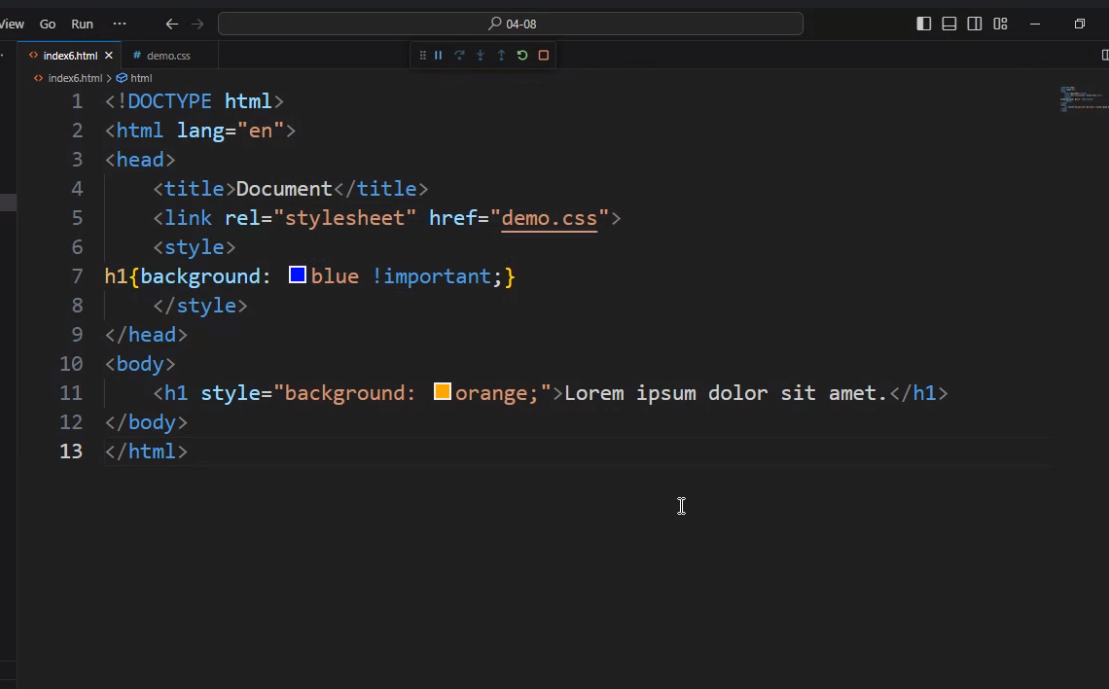 View Go Run ··· ← → 04-08
index6.html × # demo.css
index6.html > html
1 <!DOCTYPE html>
2 <html lang="en">
3 <head>
4     <title>Document</title>
5     <link rel="stylesheet" href="demo.css">
6     <style>
7 h1{background: blue !important;}
8     </style>
9 </head>
10 <body>
11     <h1 style="background: orange;">Lorem ipsum dolor sit amet.</h1>
12 </body>
13 </html>